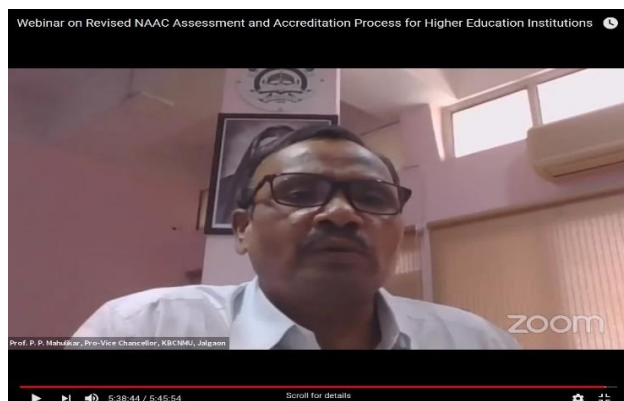 Webinar on Revised NAAC Assessment and Accreditation Process for Higher Education Institutions
zoom
Prof. P. P. Mahulikar, Pro-Vice Chancellor, KBCNMU, Jalgaon
5:38:44 / 5:45:54
Scroll for details